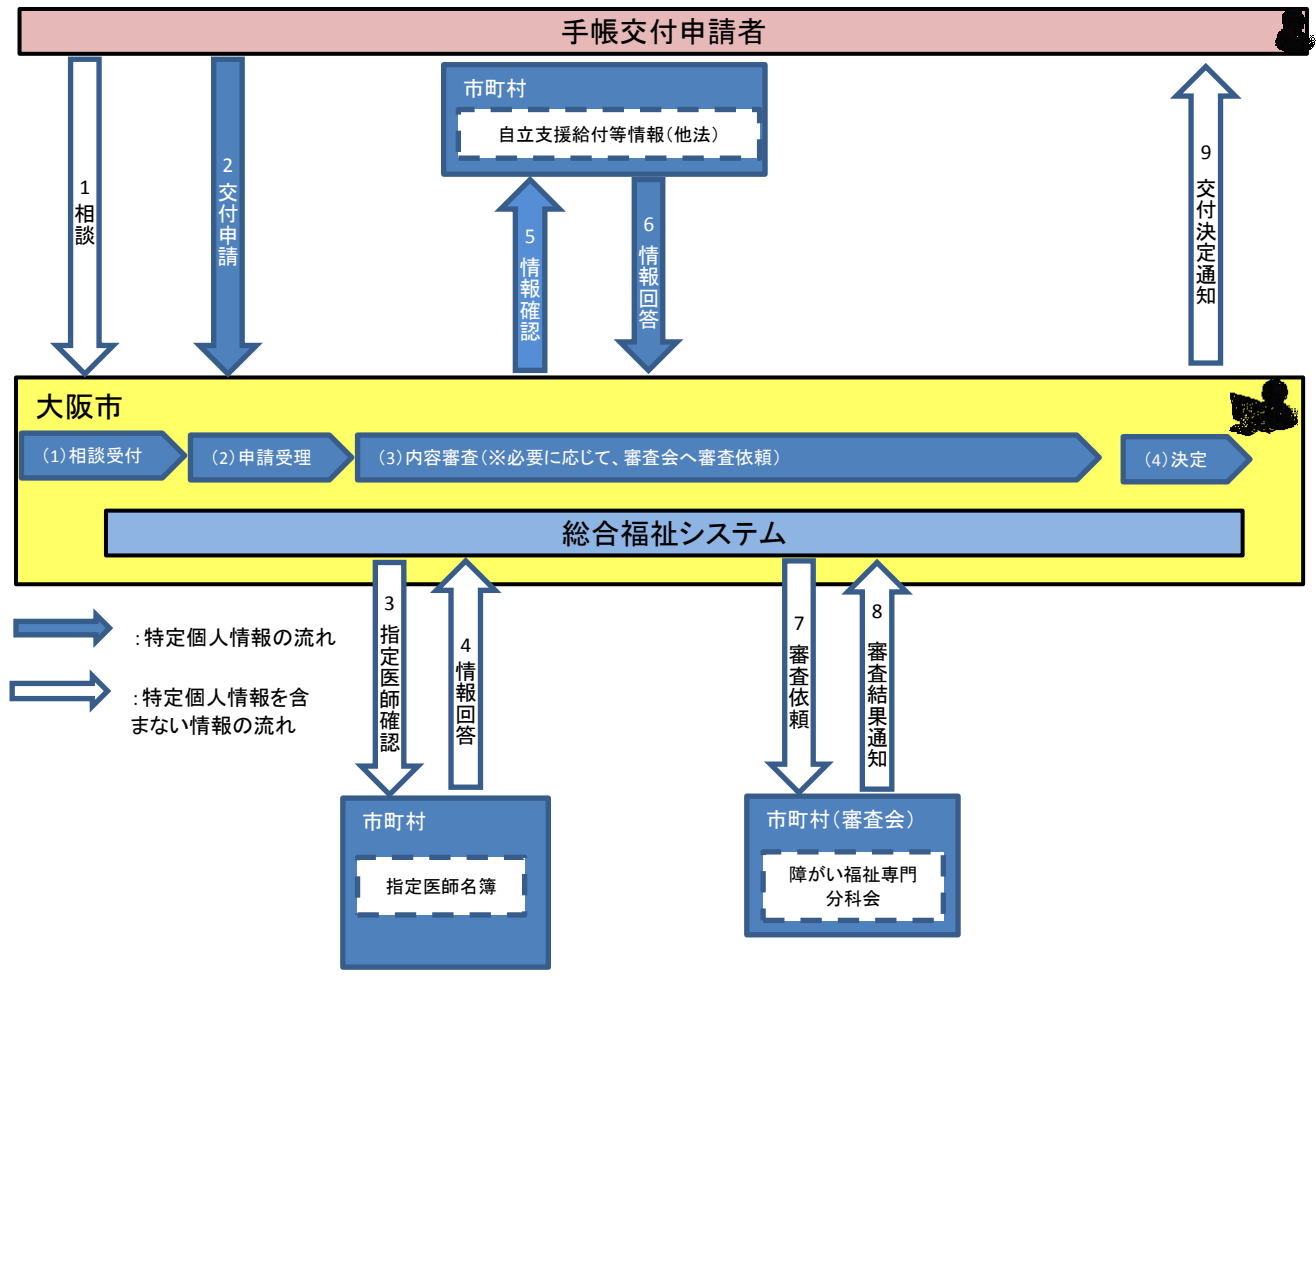 手帳交付申請者
1 相談
2 交付申請
市町村
自立支援給付等情報(他法)
5 情報確認
6 情報回答
9 交付決定通知
大阪市
(1)相談受付
(2)申請受理
(3)内容審査(※必要に応じて、審査会へ審査依頼)
(4)決定
総合福祉システム
:特定個人情報の流れ
:特定個人情報を含
まない情報の流れ
3 指定医師確認
4 情報回答
7 審査依頼
8 審査結果通知
市町村
指定医師名簿
市町村(審査会)
障がい福祉専門
分科会